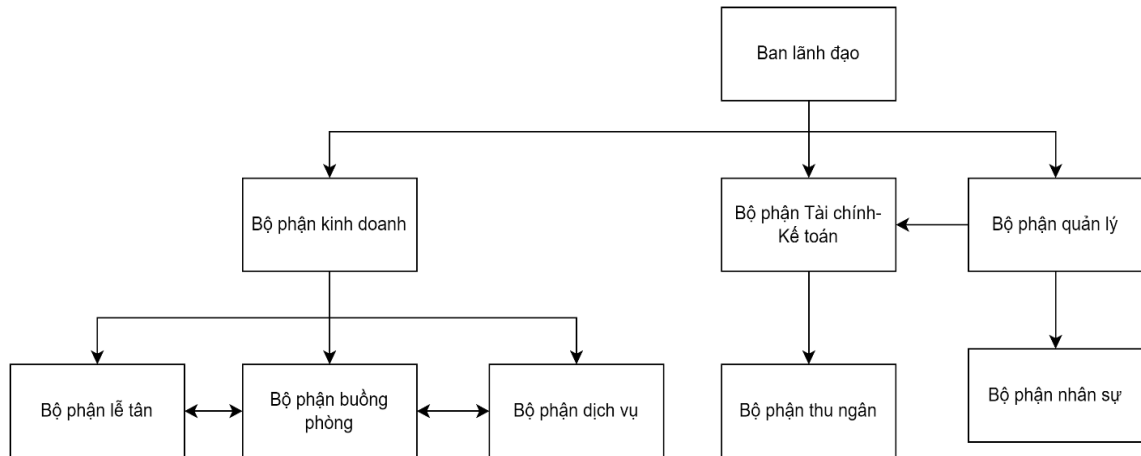 Ban lãnh đạo
Bộ phận kinh doanh
Bộ phận Tài chính-
Kế toán
Bộ phận quản lý
Bộ phận lễ tân
Bộ phận buồng
phòng
Bộ phận dịch vụ
Bộ phận thu ngân
Bộ phận nhân sự